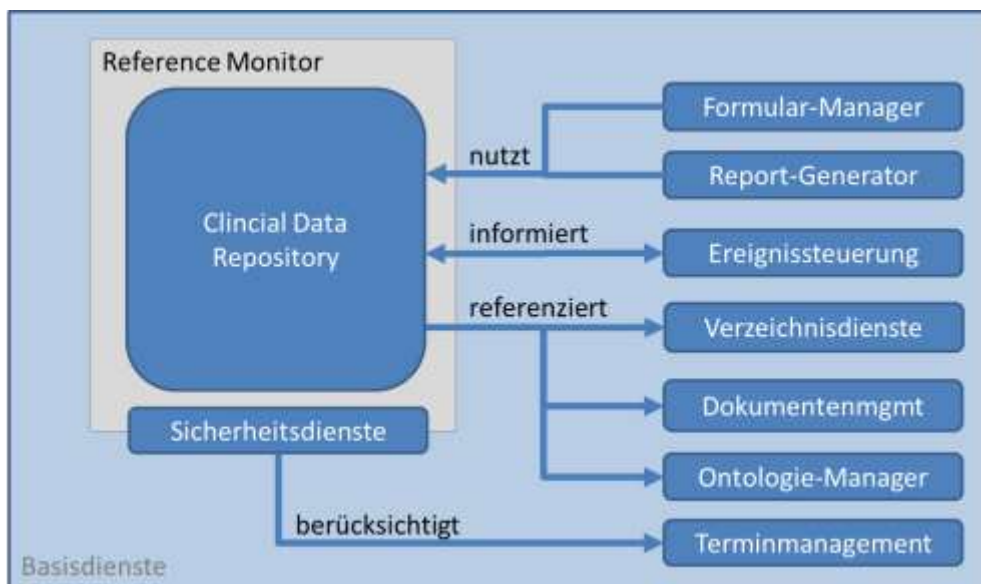 Reference Monitor
Clincial Data
Repository
Sicherheitsdienste
nutzt
informiert
referenziert
berücksichtigt
Formular-Manager
Report-Generator
Ereignissteuerung
Verzeichnisdienste
Dokumentenmgmt
Ontologie-Manager
Terminmanagement
Basisdienste